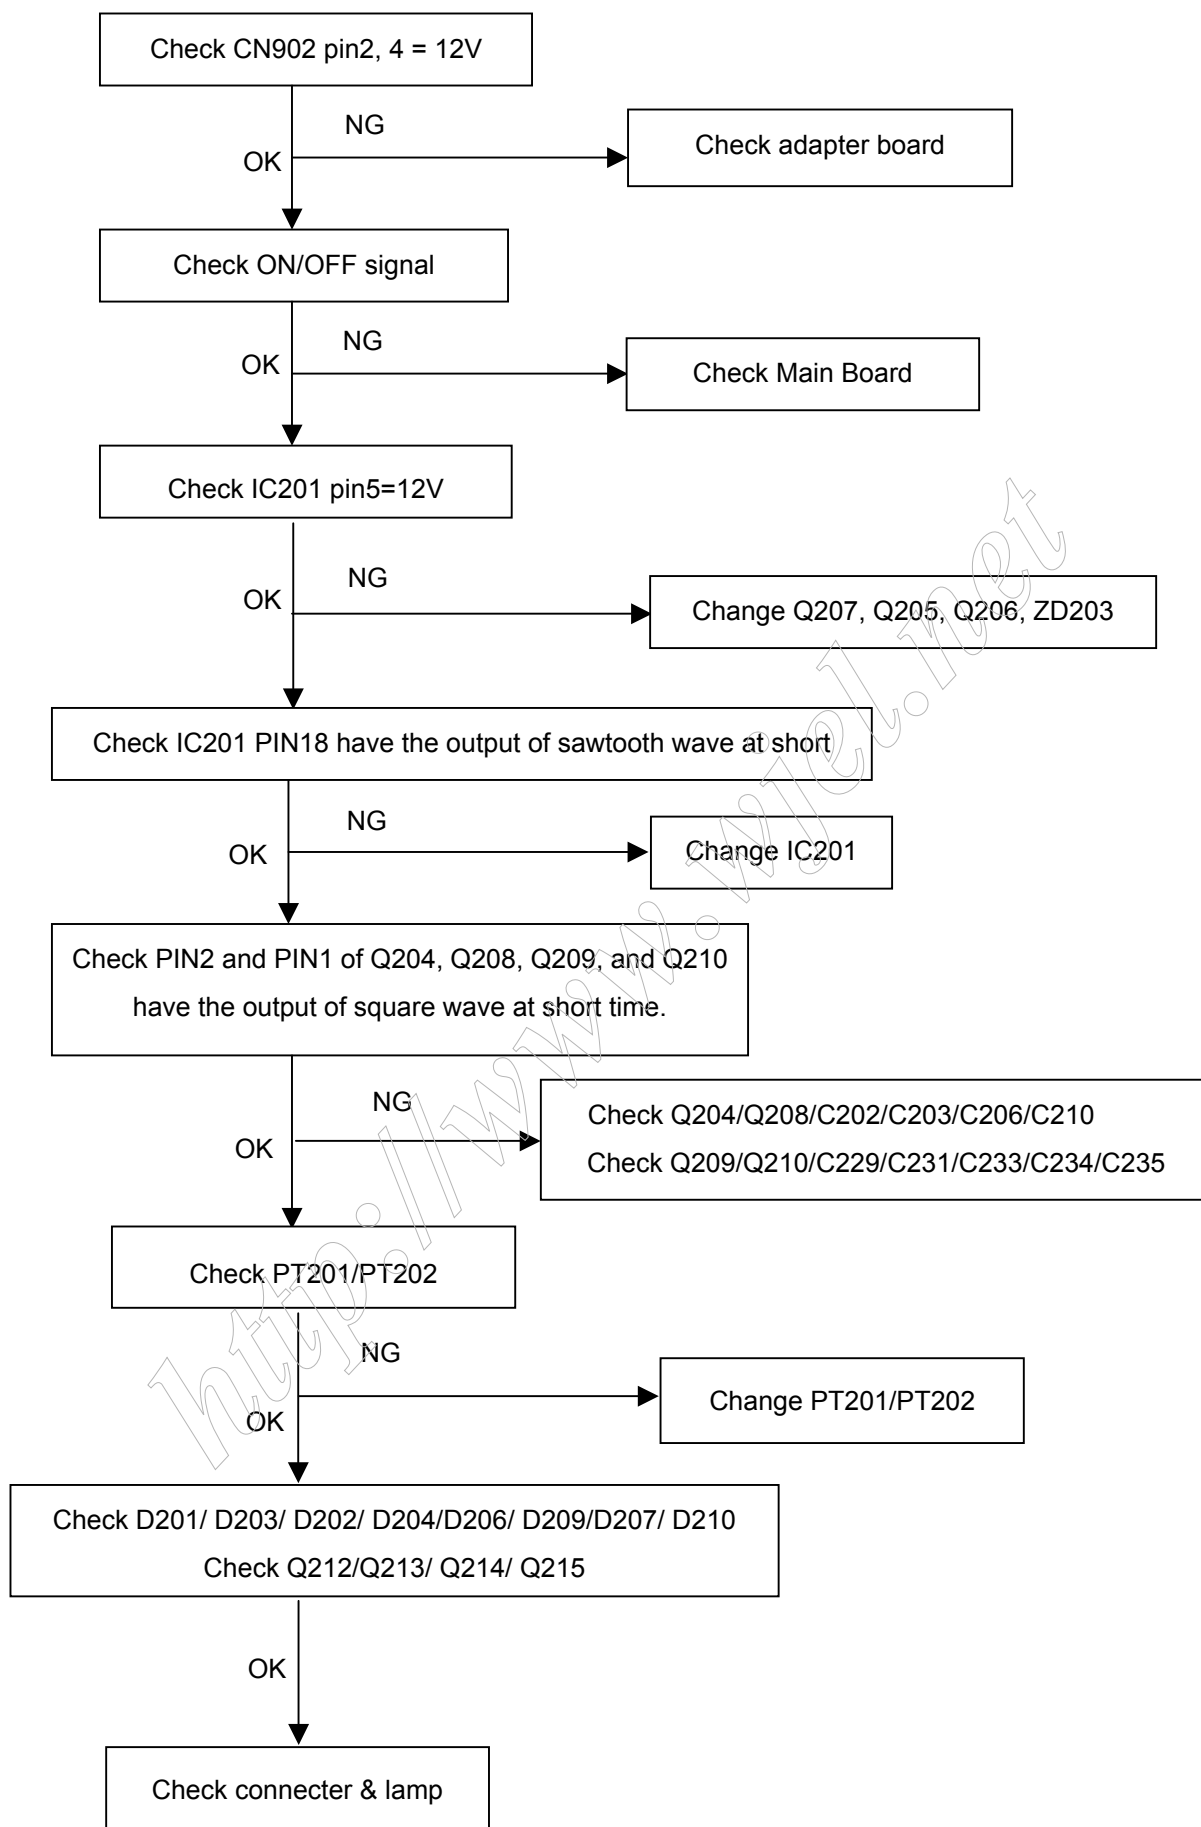 Check CN902 pin2, 4 = 12V
NG
Check adapter board
OK
Check ON/OFF signal
NG
OK
Check Main Board
Check IC201 pin5=12V
NG
OK
Change Q207, Q205, Q206, ZD203
Check IC201 PIN18 have the output of sawtooth wave at short
NG
OK
Change IC201
Check PIN2 and PIN1 of Q204, Q208, Q209, and Q210
have the output of square wave at short time.
NG
OK
Check Q204/Q208/C202/C203/C206/C210
Check Q209/Q210/C229/C231/C233/C234/C235
Check PT201/PT202
NG
OK
Change PT201/PT202
Check D201/ D203/ D202/ D204/D206/ D209/D207/ D210
Check Q212/Q213/ Q214/ Q215
OK
Check connecter & lamp
http://www.wjel.net